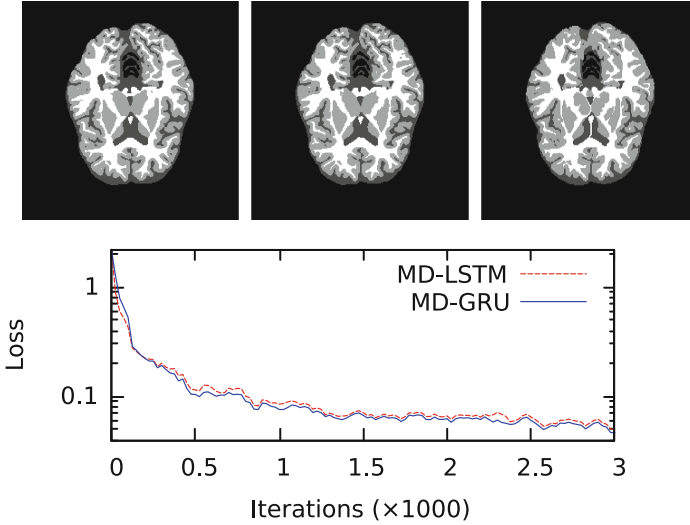 MD-LSTM
MD-GRU
Loss
1
0.1
0 0.5 1 1.5 2 2.5 3
Iterations (×1000)